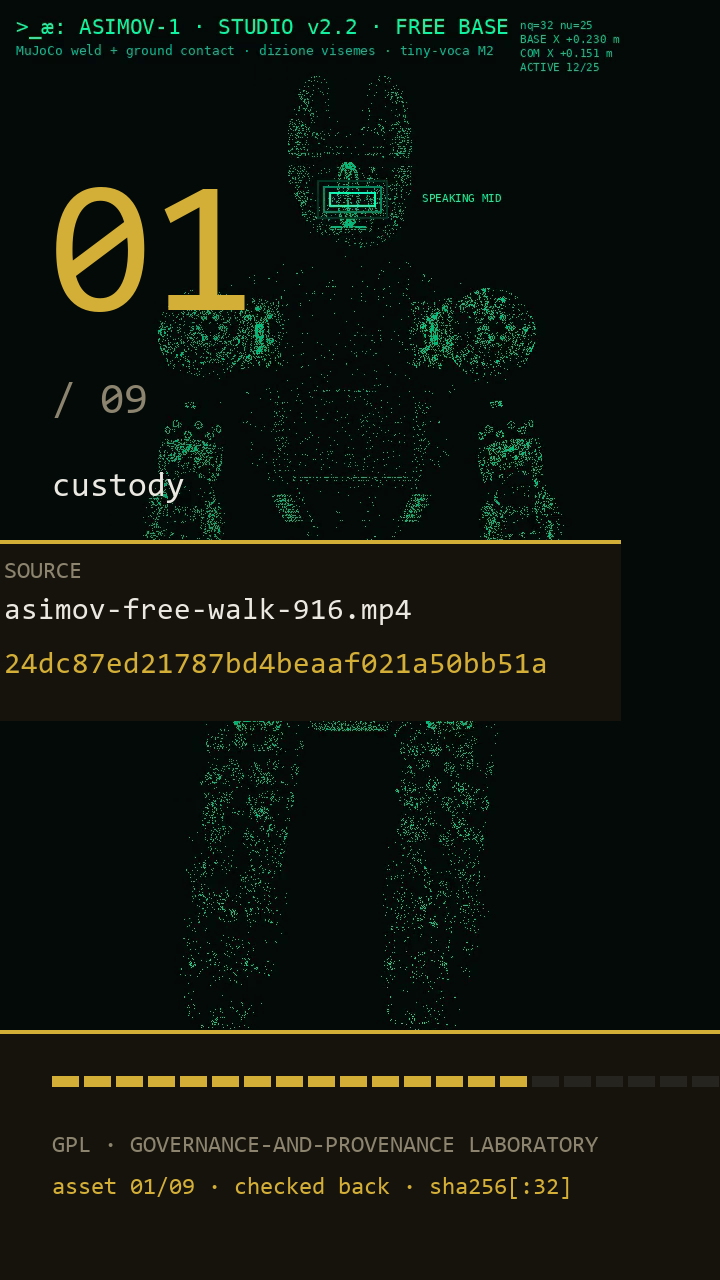 >_æ: ASIMOV-1 · STUDIO v2.2 · FREE BASE
MuJoCo weld + ground contact · dizione visemes · tiny-voca M2
nq=32 nu=25
BASE X +0.230 m
COM X +0.151 m
ACTIVE 12/25
SPEAKING MID
01
/ 09
custody
SOURCE
asimov-free-walk-916.mp4
24dc87ed21787bd4beaaf021a50bb51a
GPL · GOVERNANCE-AND-PROVENANCE LABORATORY
asset 01/09 · checked back · sha256[:32]